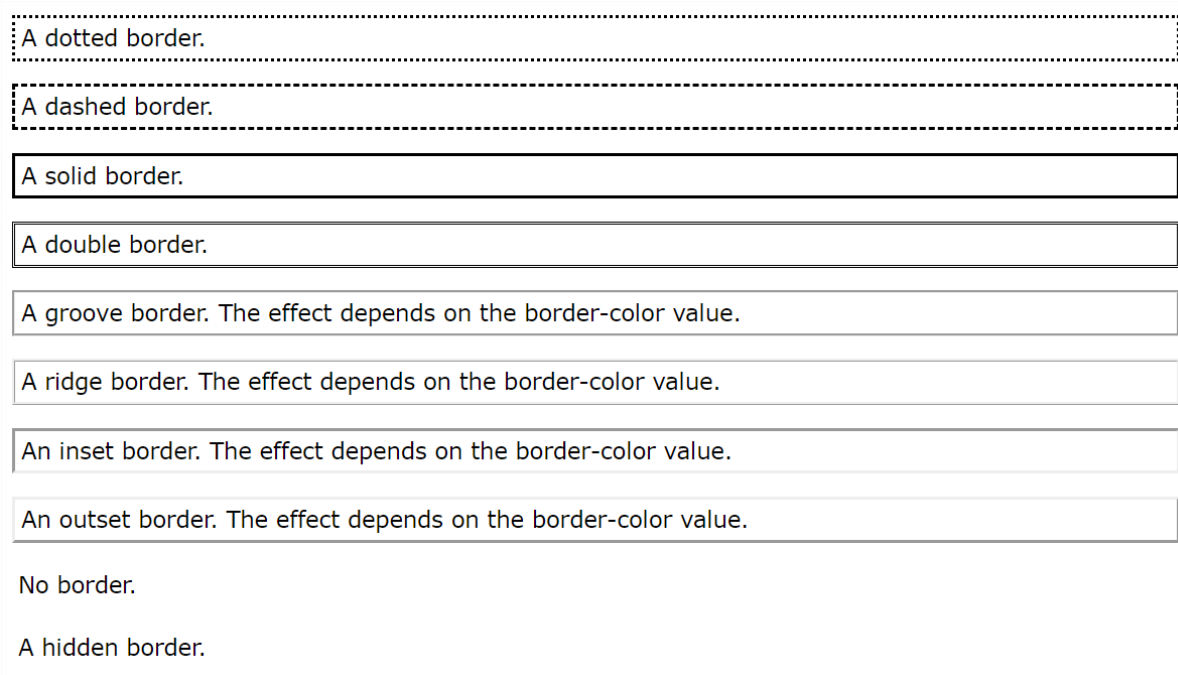 A dotted border.
A dashed border.
A solid border.
A double border.
A groove border. The effect depends on the border-color value.
A ridge border. The effect depends on the border-color value.
An inset border. The effect depends on the border-color value.
An outset border. The effect depends on the border-color value.
No border.
A hidden border.